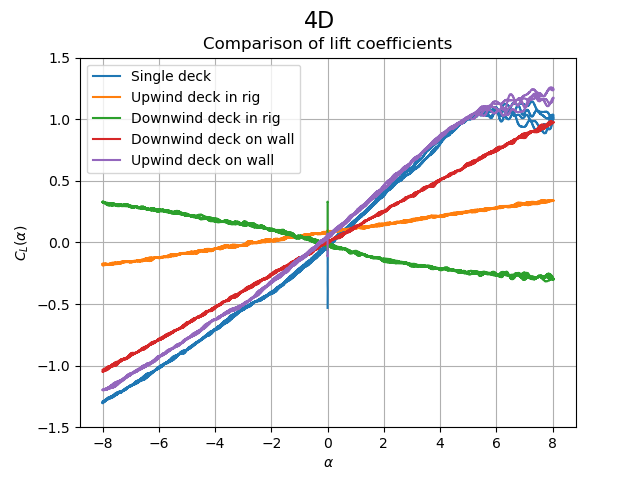 4D
Comparison of lift coefficients
1.5
1.0
0.5
0.0
−0.5
−1.0
−1.5
C_L(α)
Single deck
Upwind deck in rig
Downwind deck in rig
Downwind deck on wall
Upwind deck on wall
−8 −6 −4 −2 0 2 4 6 8
α